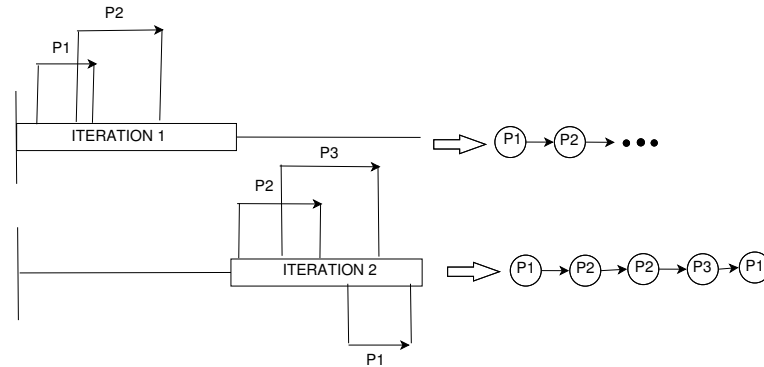 P2
P1
ITERATION 1
P1 P2
P3
P2
ITERATION 2
P1 P2 P2 P3 P1
P1